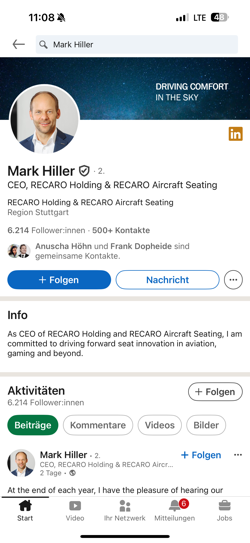 11:08
LTE
48
Mark Hiller
DRIVING COMFORT
IN THE SKY
in
Mark Hiller · 2.
CEO, RECARO Holding & RECARO Aircraft Seating
RECARO Holding & RECARO Aircraft Seating
Region Stuttgart
6.214 Follower:innen · 500+ Kontakte
Anuscha Höhn und Frank Dopheide sind
gemeinsame Kontakte.
+ Folgen
Nachricht
Info
As CEO of RECARO Holding and RECARO Aircraft Seating, I am
committed to driving forward seat innovation in aviation,
gaming and beyond.
Aktivitäten
6.214 Follower:innen
+ Folgen
Beiträge
Kommentare
Videos
Bilder
Mark Hiller · 2.
CEO, RECARO Holding & RECARO Aircr...
2 Tage ·
+ Folgen
At the end of each year, I have the pleasure of hearing our
Start
Video
Ihr Netzwerk
6
Mitteilungen
Jobs